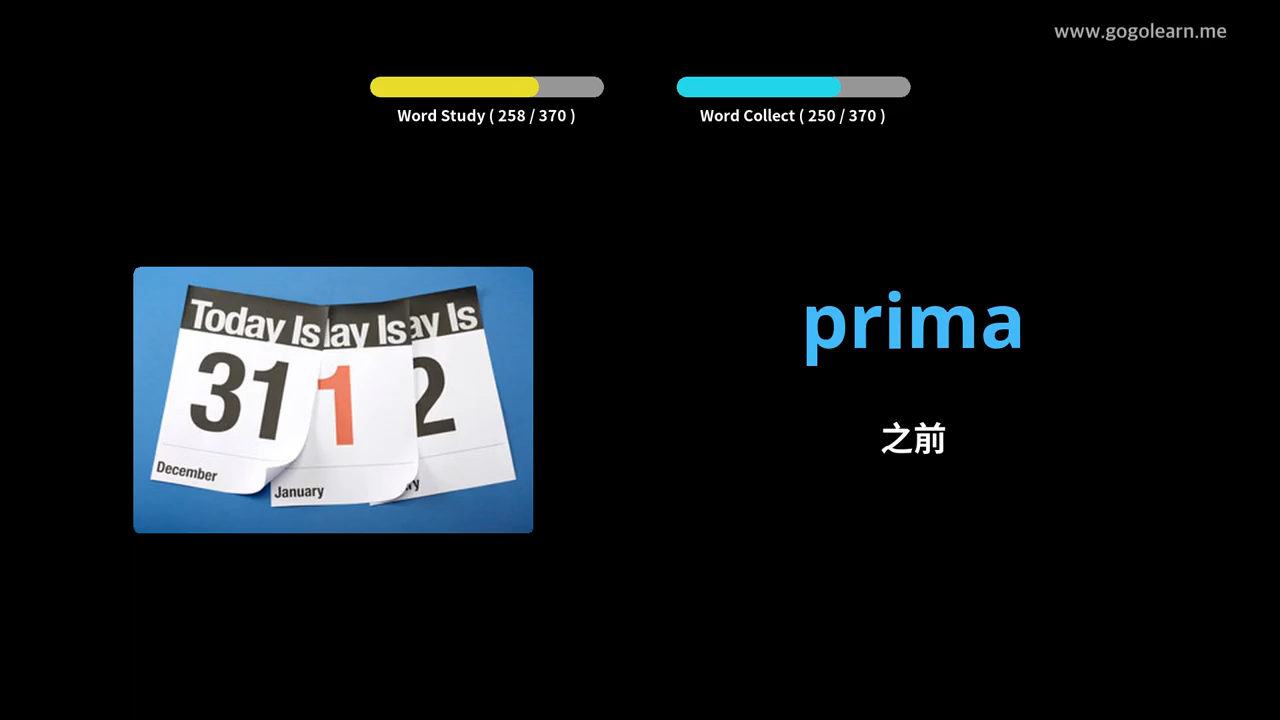 www.gogolearn.me
Word Study ( 258 / 370 )
Word Collect ( 250 / 370 )
Today Is
ay Is
ay Is
31
1
2
December
January
ry
prima
之前